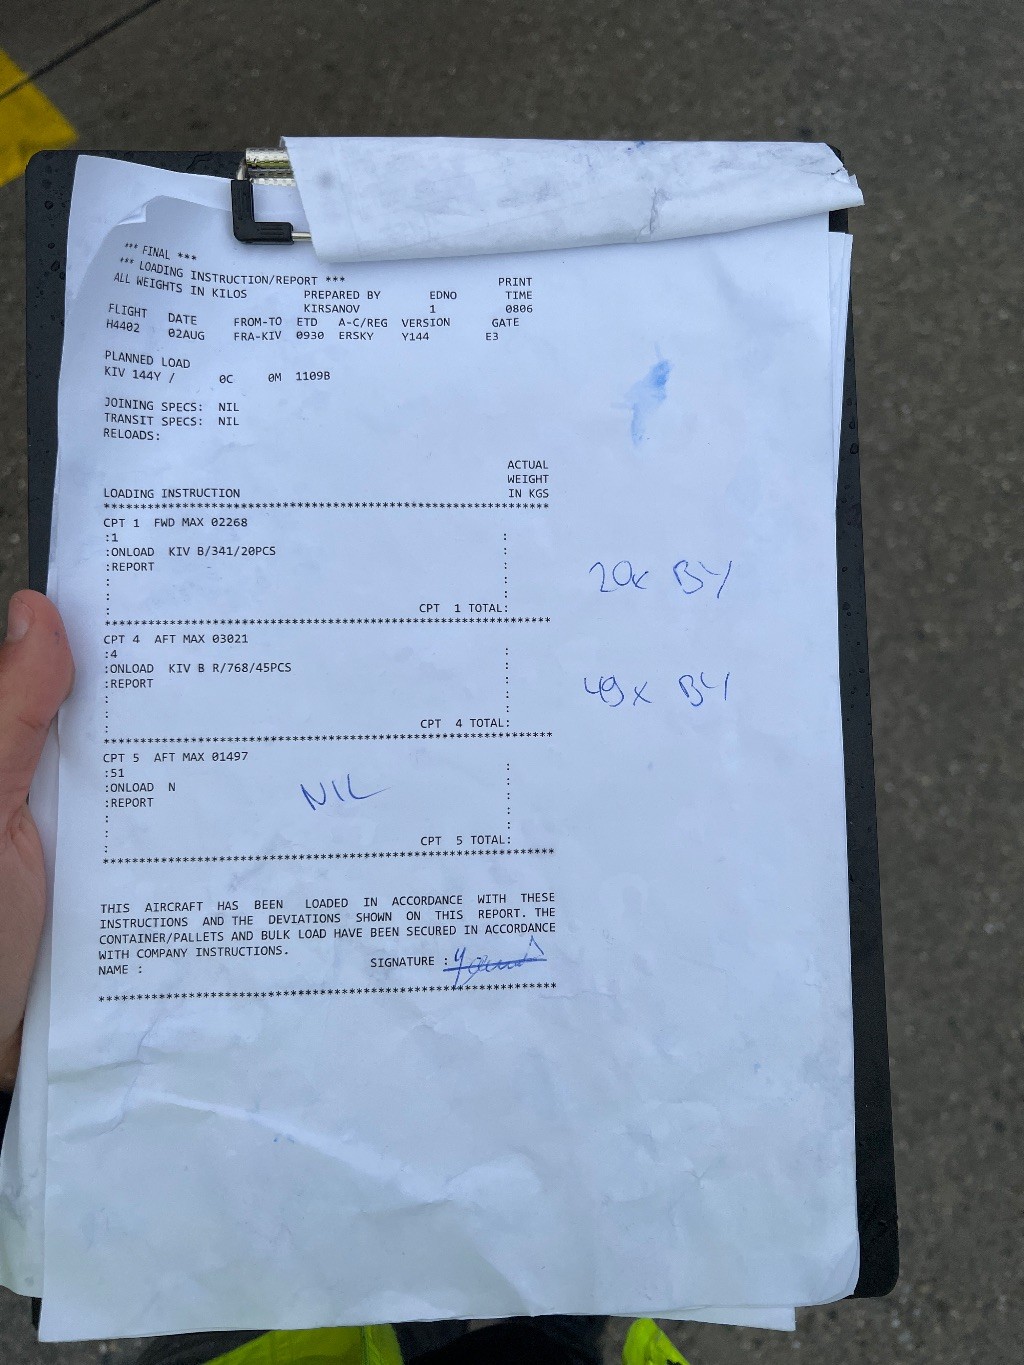 *** FINAL ***
*** LOADING INSTRUCTION/REPORT ***
ALL WEIGHTS IN KILOS PREPARED BY EDNO PRINT TIME
KIRSANOV 1 0806
FLIGHT DATE FROM-TO ETD A-C/REG VERSION GATE
H4402 02AUG FRA-KIV 0930 ERSKY Y144 E3
PLANNED LOAD
KIV 144Y / 0C 0M 1109B
JOINING SPECS: NIL
TRANSIT SPECS: NIL
RELOADS:
ACTUAL
WEIGHT
LOADING INSTRUCTION IN KGS
************************************************************
CPT 1 FWD MAX 02268
:1 :
:ONLOAD KIV B/341/20PCS :
:REPORT :
: :
: :
: CPT 1 TOTAL:
20x BY
************************************************************
CPT 4 AFT MAX 03021
:4 :
:ONLOAD KIV B R/768/45PCS :
:REPORT :
: :
: :
: CPT 4 TOTAL:
49x BY
************************************************************
CPT 5 AFT MAX 01497
:51 :
:ONLOAD N :
:REPORT NIL :
: :
: :
: CPT 5 TOTAL:
************************************************************
THIS AIRCRAFT HAS BEEN LOADED IN ACCORDANCE WITH THESE
INSTRUCTIONS AND THE DEVIATIONS SHOWN ON THIS REPORT. THE
CONTAINER/PALLETS AND BULK LOAD HAVE BEEN SECURED IN ACCORDANCE
WITH COMPANY INSTRUCTIONS.
NAME : SIGNATURE :
************************************************************